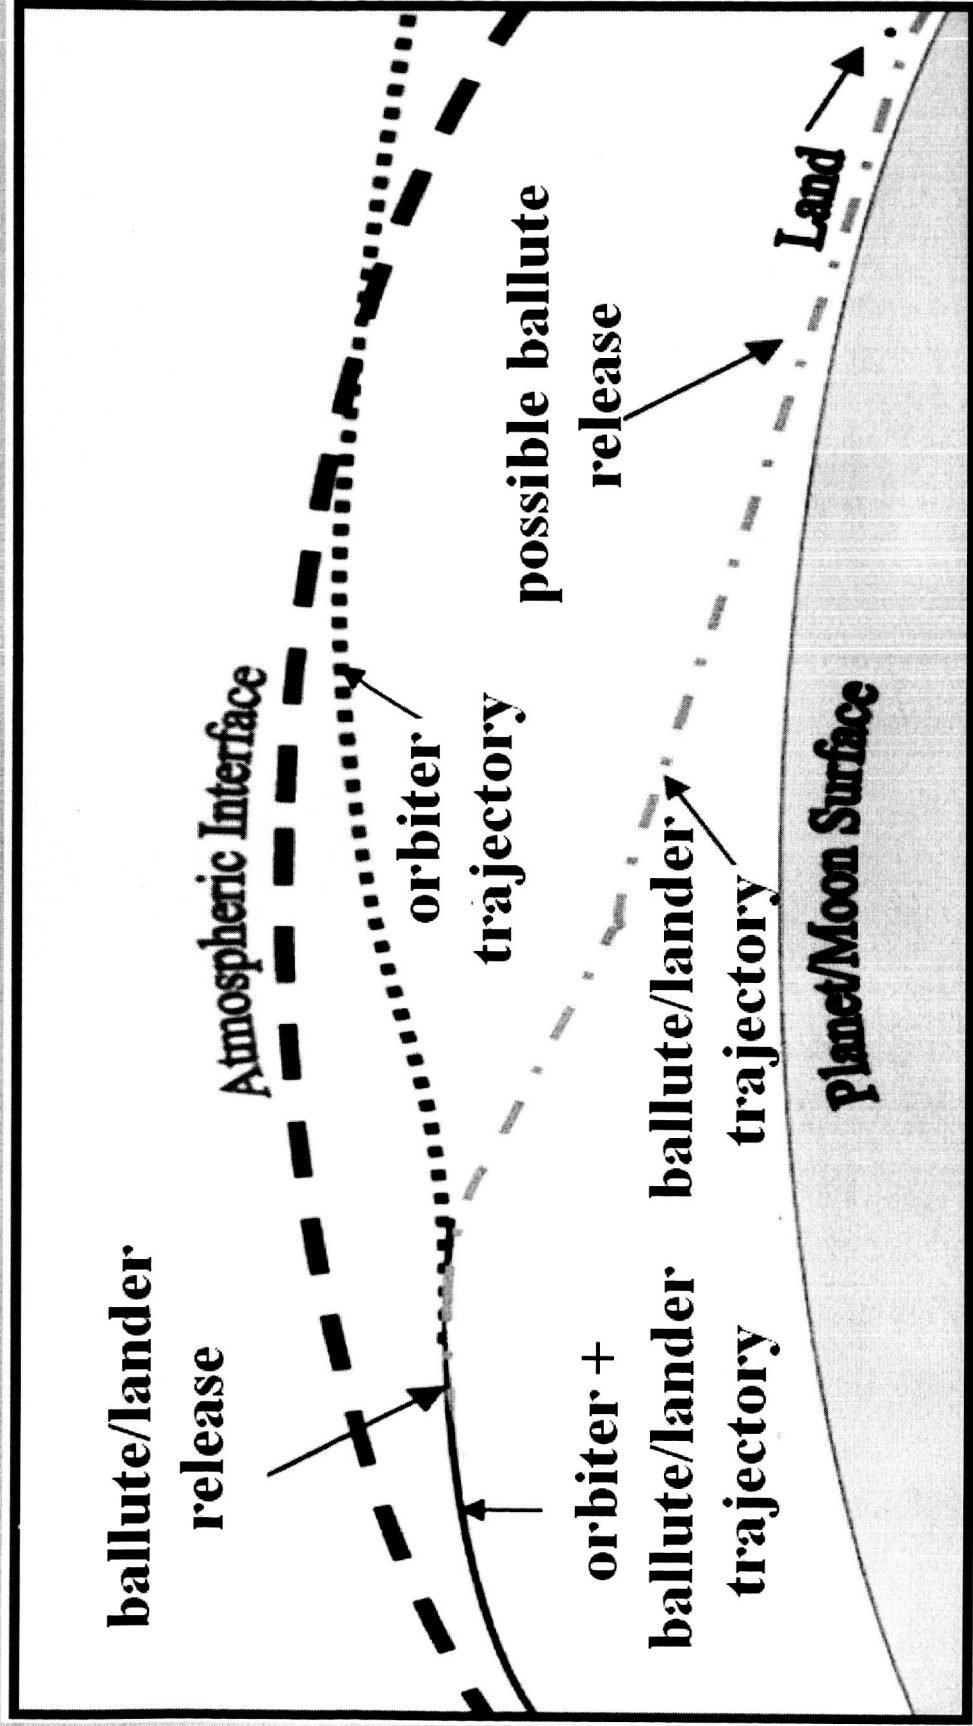 ballute/lander
release
Atmospheric Interface
orbiter
trajectory
possible ballute
release
orbiter +
ballute/lander
trajectory
ballute/lander
trajectory
Land
Planet/Moon Surface